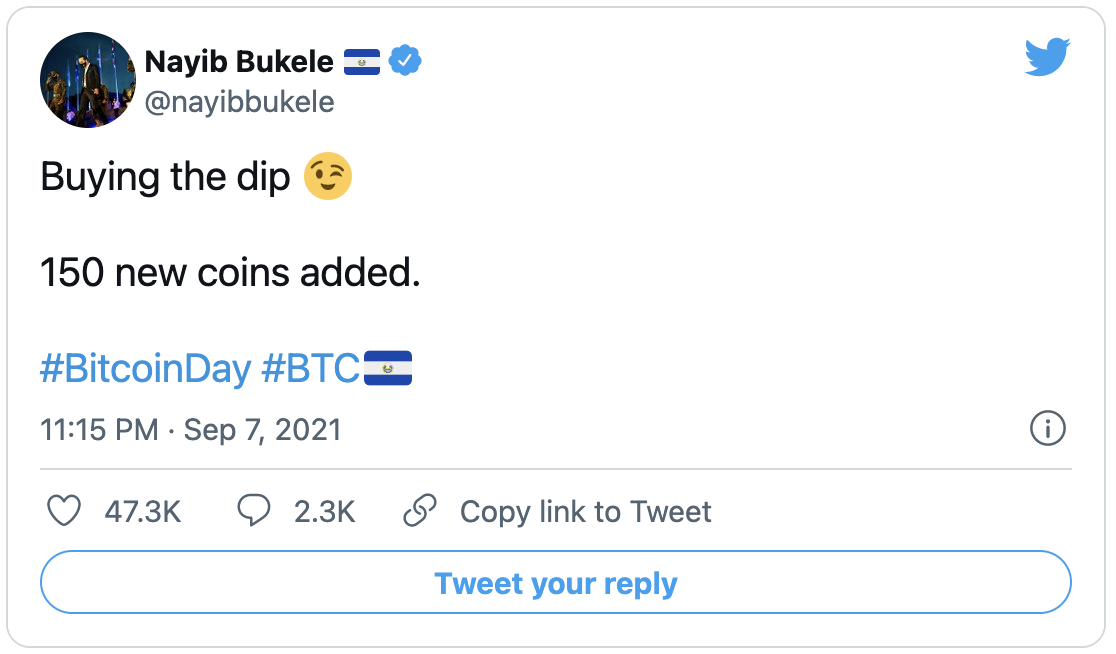 Nayib Bukele 🇸🇻
@nayibbukele
Buying the dip 😉
150 new coins added.
#BitcoinDay #BTC🇸🇻
11:15 PM · Sep 7, 2021
47.3K 2.3K Copy link to Tweet
Tweet your reply